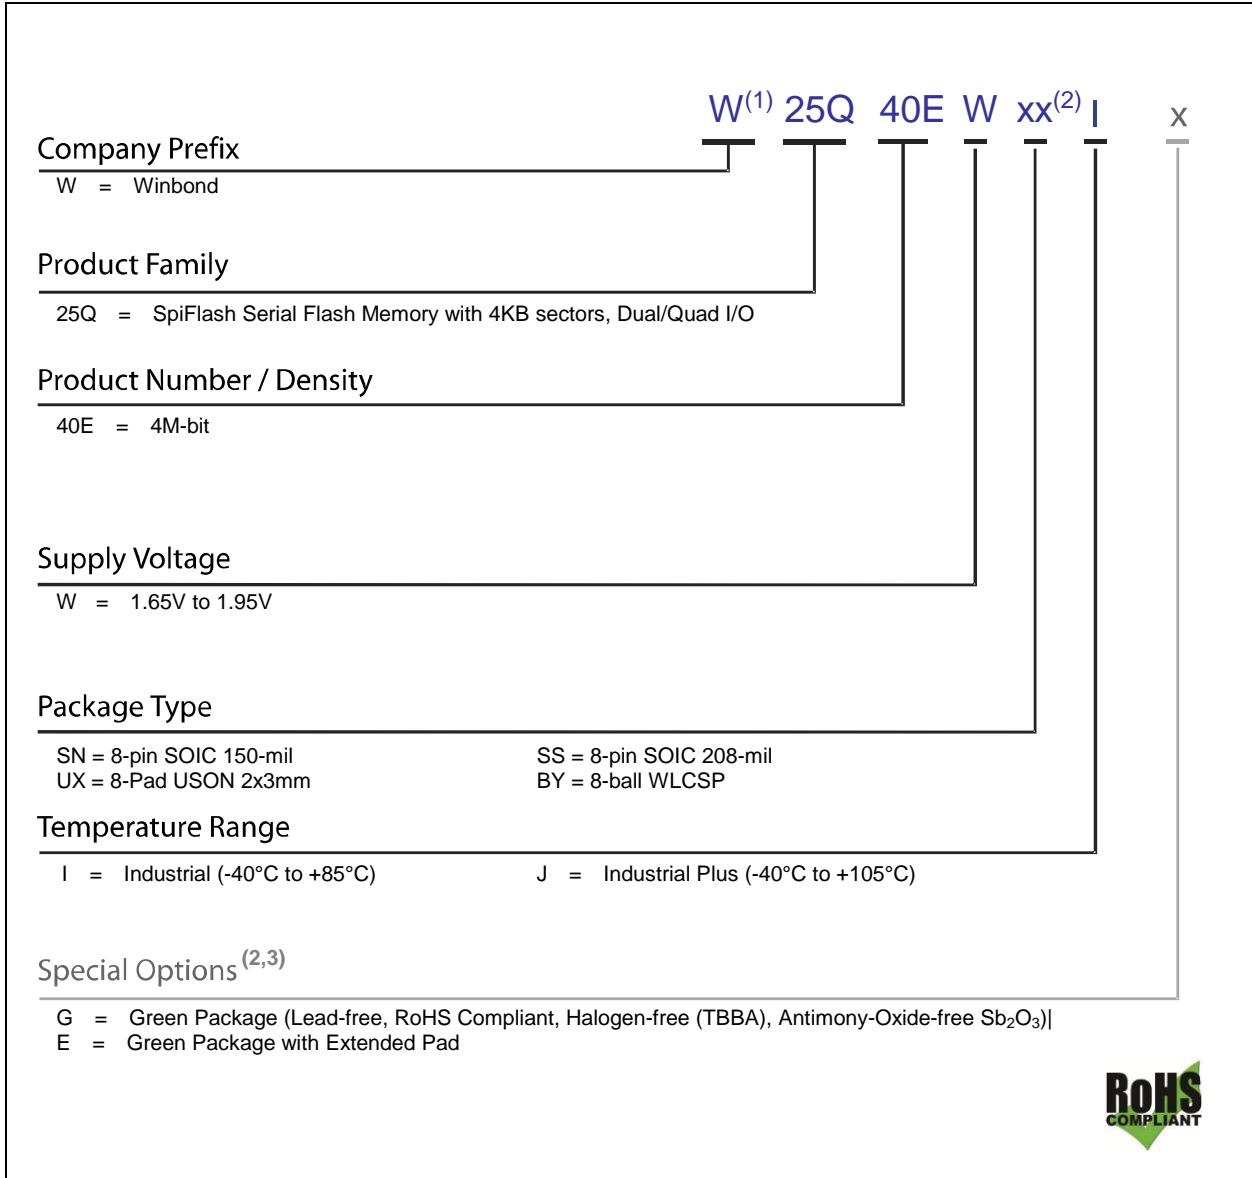 W(1) 25Q 40E W xx(2) I x
Company Prefix
W = Winbond
Product Family
25Q = SpiFlash Serial Flash Memory with 4KB sectors, Dual/Quad I/O
Product Number / Density
40E = 4M-bit
Supply Voltage
W = 1.65V to 1.95V
Package Type
SN = 8-pin SOIC 150-mil SS = 8-pin SOIC 208-mil
UX = 8-Pad USON 2x3mm BY = 8-ball WLCSP
Temperature Range
I = Industrial (-40°C to +85°C) J = Industrial Plus (-40°C to +105°C)
Special Options (2,3)
G = Green Package (Lead-free, RoHS Compliant, Halogen-free (TBBA), Antimony-Oxide-free Sb₂O₃)|
E = Green Package with Extended Pad
RoHS
COMPLIANT